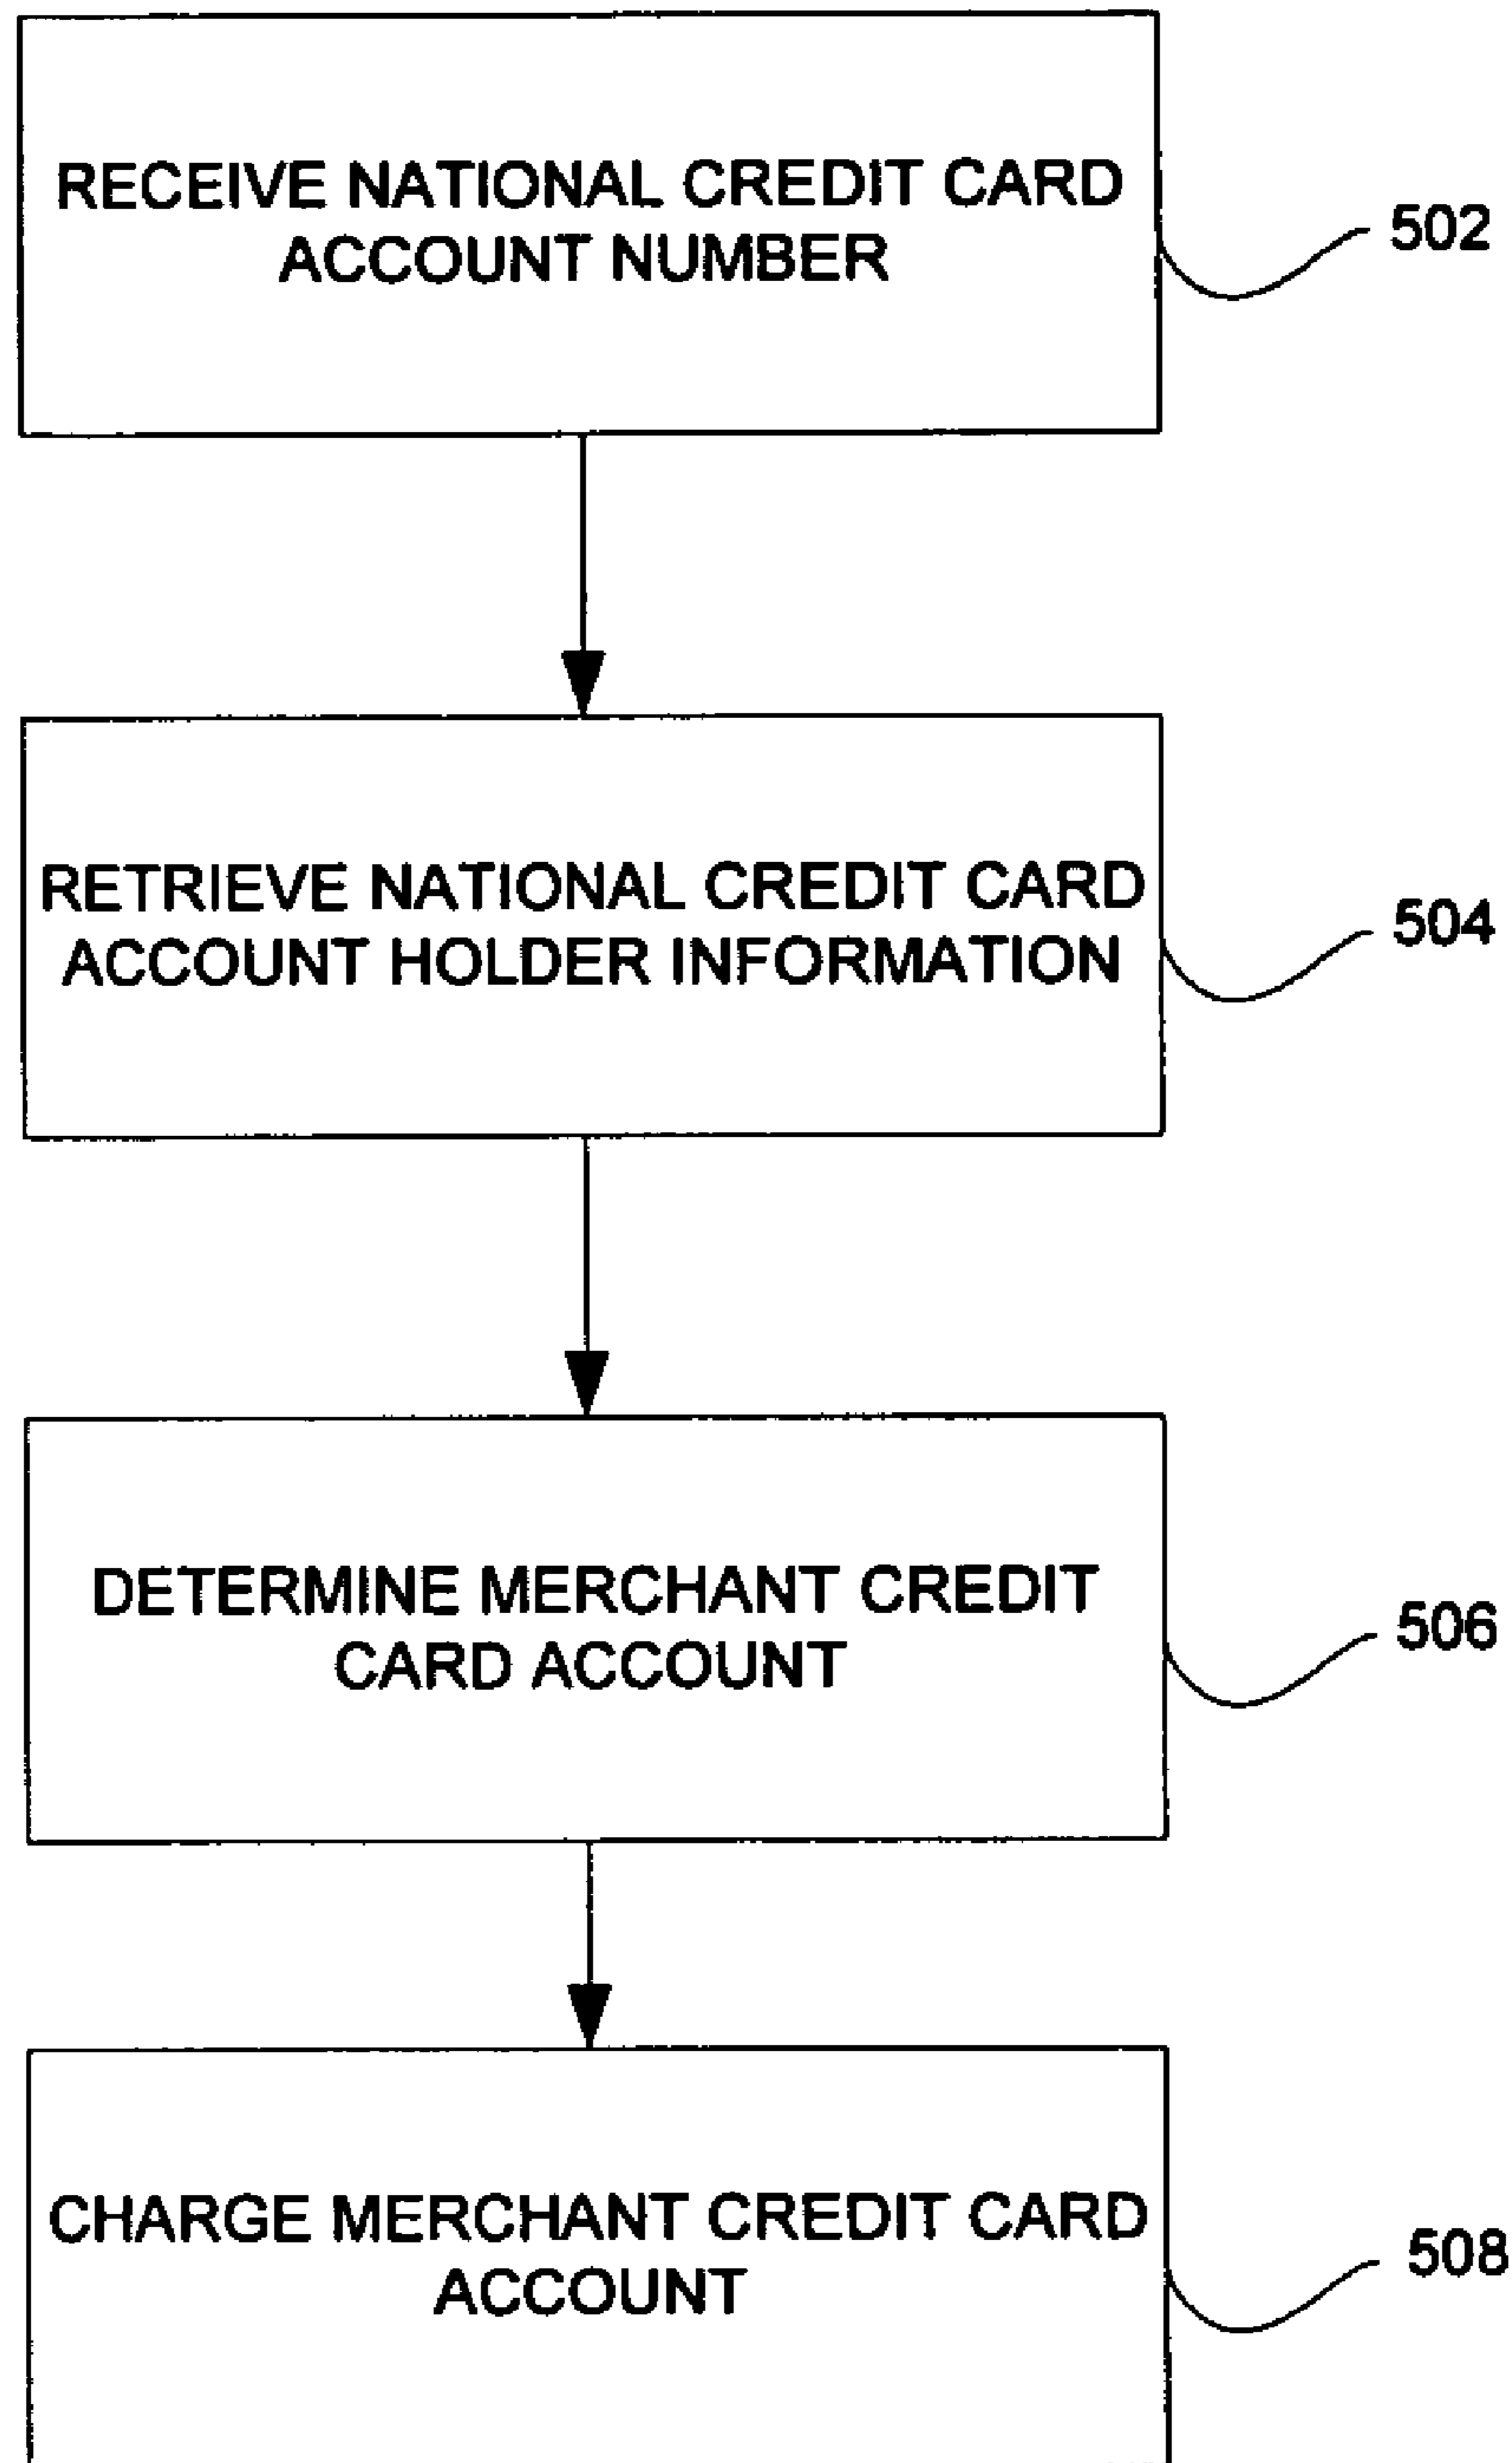 RECEIVE NATIONAL CREDIT CARD
ACCOUNT NUMBER
502
RETRIEVE NATIONAL CREDIT CARD
ACCOUNT HOLDER INFORMATION
504
DETERMINE MERCHANT CREDIT
CARD ACCOUNT
506
CHARGE MERCHANT CREDIT CARD
ACCOUNT
508